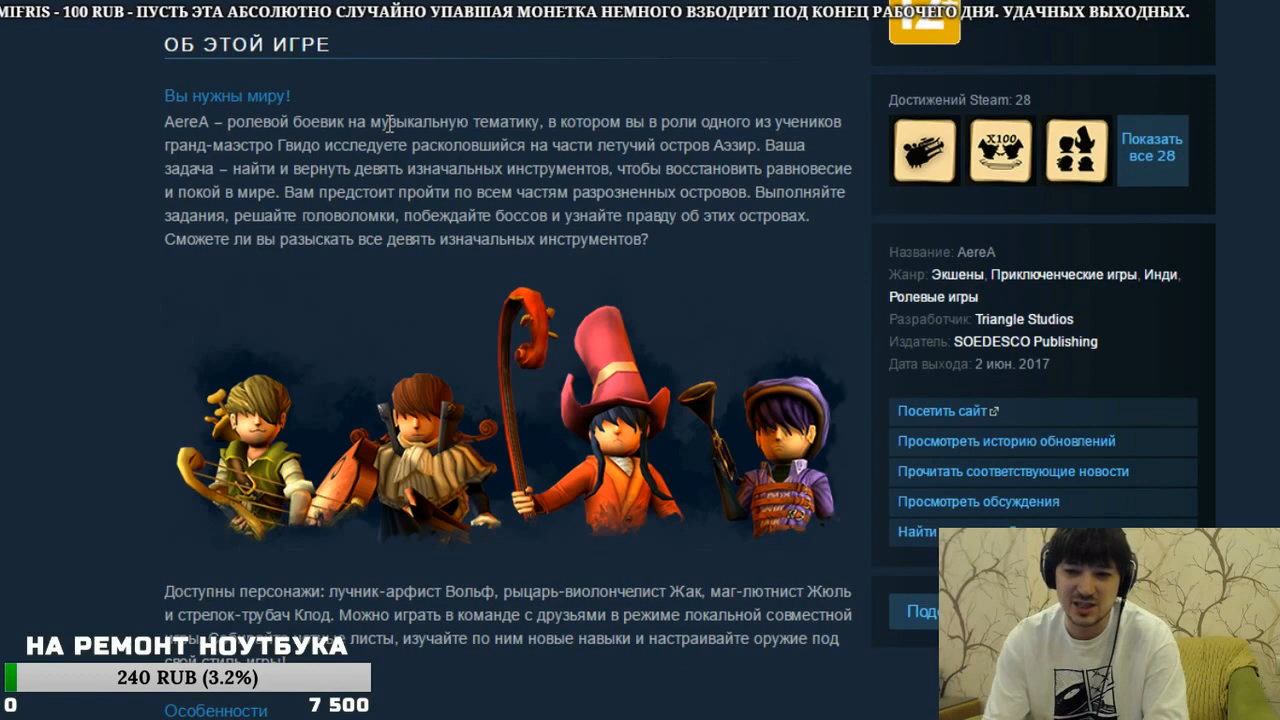 MIFRIS - 100 RUB - ПУСТЬ ЭТА АБСОЛЮТНО СЛУЧАЙНО УПАВШАЯ МОНЕТКА НЕМНОГО ВЗБОДРИТ ПОД КОНЕЦ РАБОЧЕГО ДНЯ. УДАЧНЫХ ВЫХОДНЫХ.
ОБ ЭТОЙ ИГРЕ
Вы нужны миру!
AereA – ролевой боевик на музыкальную тематику, в котором вы в роли одного из учеников
гранд-маэстро Гвидо исследуете расколовшийся на части летучий остров Аэзир. Ваша
задача – найти и вернуть девять изначальных инструментов, чтобы восстановить равновесие
и покой в мире. Вам предстоит пройти по всем частям разрозненных островов. Выполняйте
задания, решайте головоломки, побеждайте боссов и узнайте правду об этих островах.
Сможете ли вы разыскать все девять изначальных инструментов?
Доступны персонажи: лучник-арфист Вольф, рыцарь-виолончелист Жак, маг-лютнист Жюль
и стрелок-трубач Клод. Можно играть в команде с друзьями в режиме локальной совместной
листы, изучайте по ним новые навыки и настраивайте оружие под
свой стиль игры!
Особенности
НА РЕМОНТ НОУТБУКА
240 RUB (3.2%)
0 7 500
12
Достижений Steam: 28
X100
Показать
все 28
Название: AereA
Жанр: Экшены, Приключенческие игры, Инди,
Ролевые игры
Разработчик: Triangle Studios
Издатель: SOEDESCO Publishing
Дата выхода: 2 июн. 2017
Посетить сайт
Просмотреть историю обновлений
Прочитать соответствующие новости
Просмотреть обсуждения
Найти